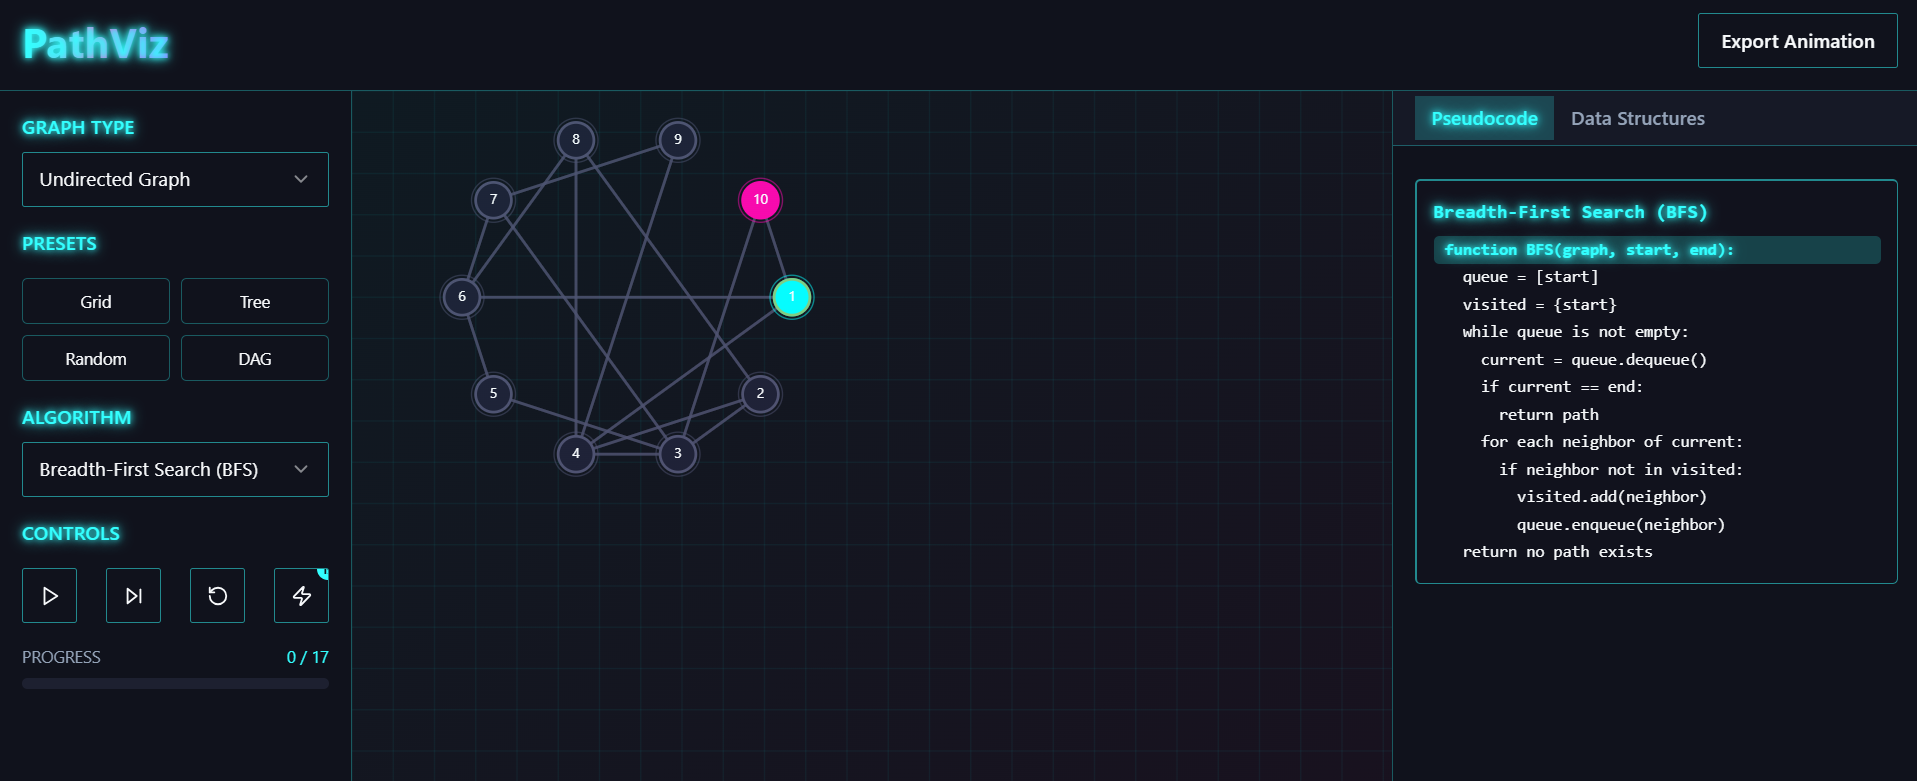 PathViz
Export Animation
GRAPH TYPE
Undirected Graph
PRESETS
Grid
Tree
Random
DAG
ALGORITHM
Breadth-First Search (BFS)
CONTROLS
PROGRESS
0 / 17
8
9
7
10
6
1
5
2
4
3
Pseudocode
Data Structures
Breadth-First Search (BFS)
function BFS(graph, start, end):
queue = [start]
visited = {start}
while queue is not empty:
current = queue.dequeue()
if current == end:
return path
for each neighbor of current:
if neighbor not in visited:
visited.add(neighbor)
queue.enqueue(neighbor)
return no path exists